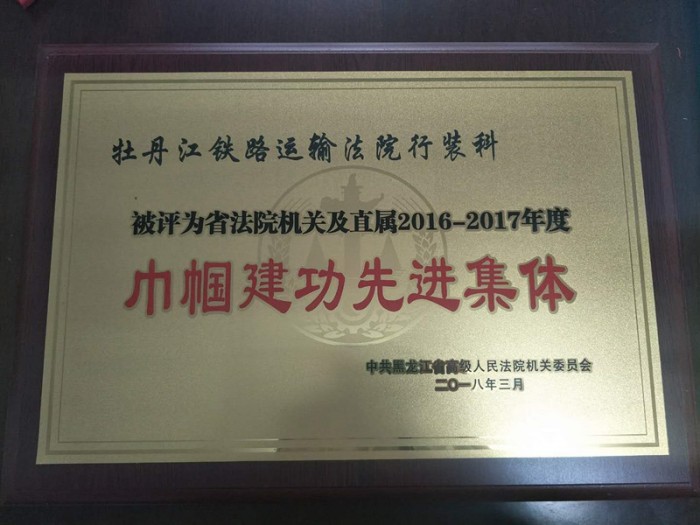 牡丹江铁路运输法院行装科
被评为省法院机关及直属2016-2017年度
巾帼建功先进集体
中共黑龙江省高级人民法院机关委员会
二〇一八年三月